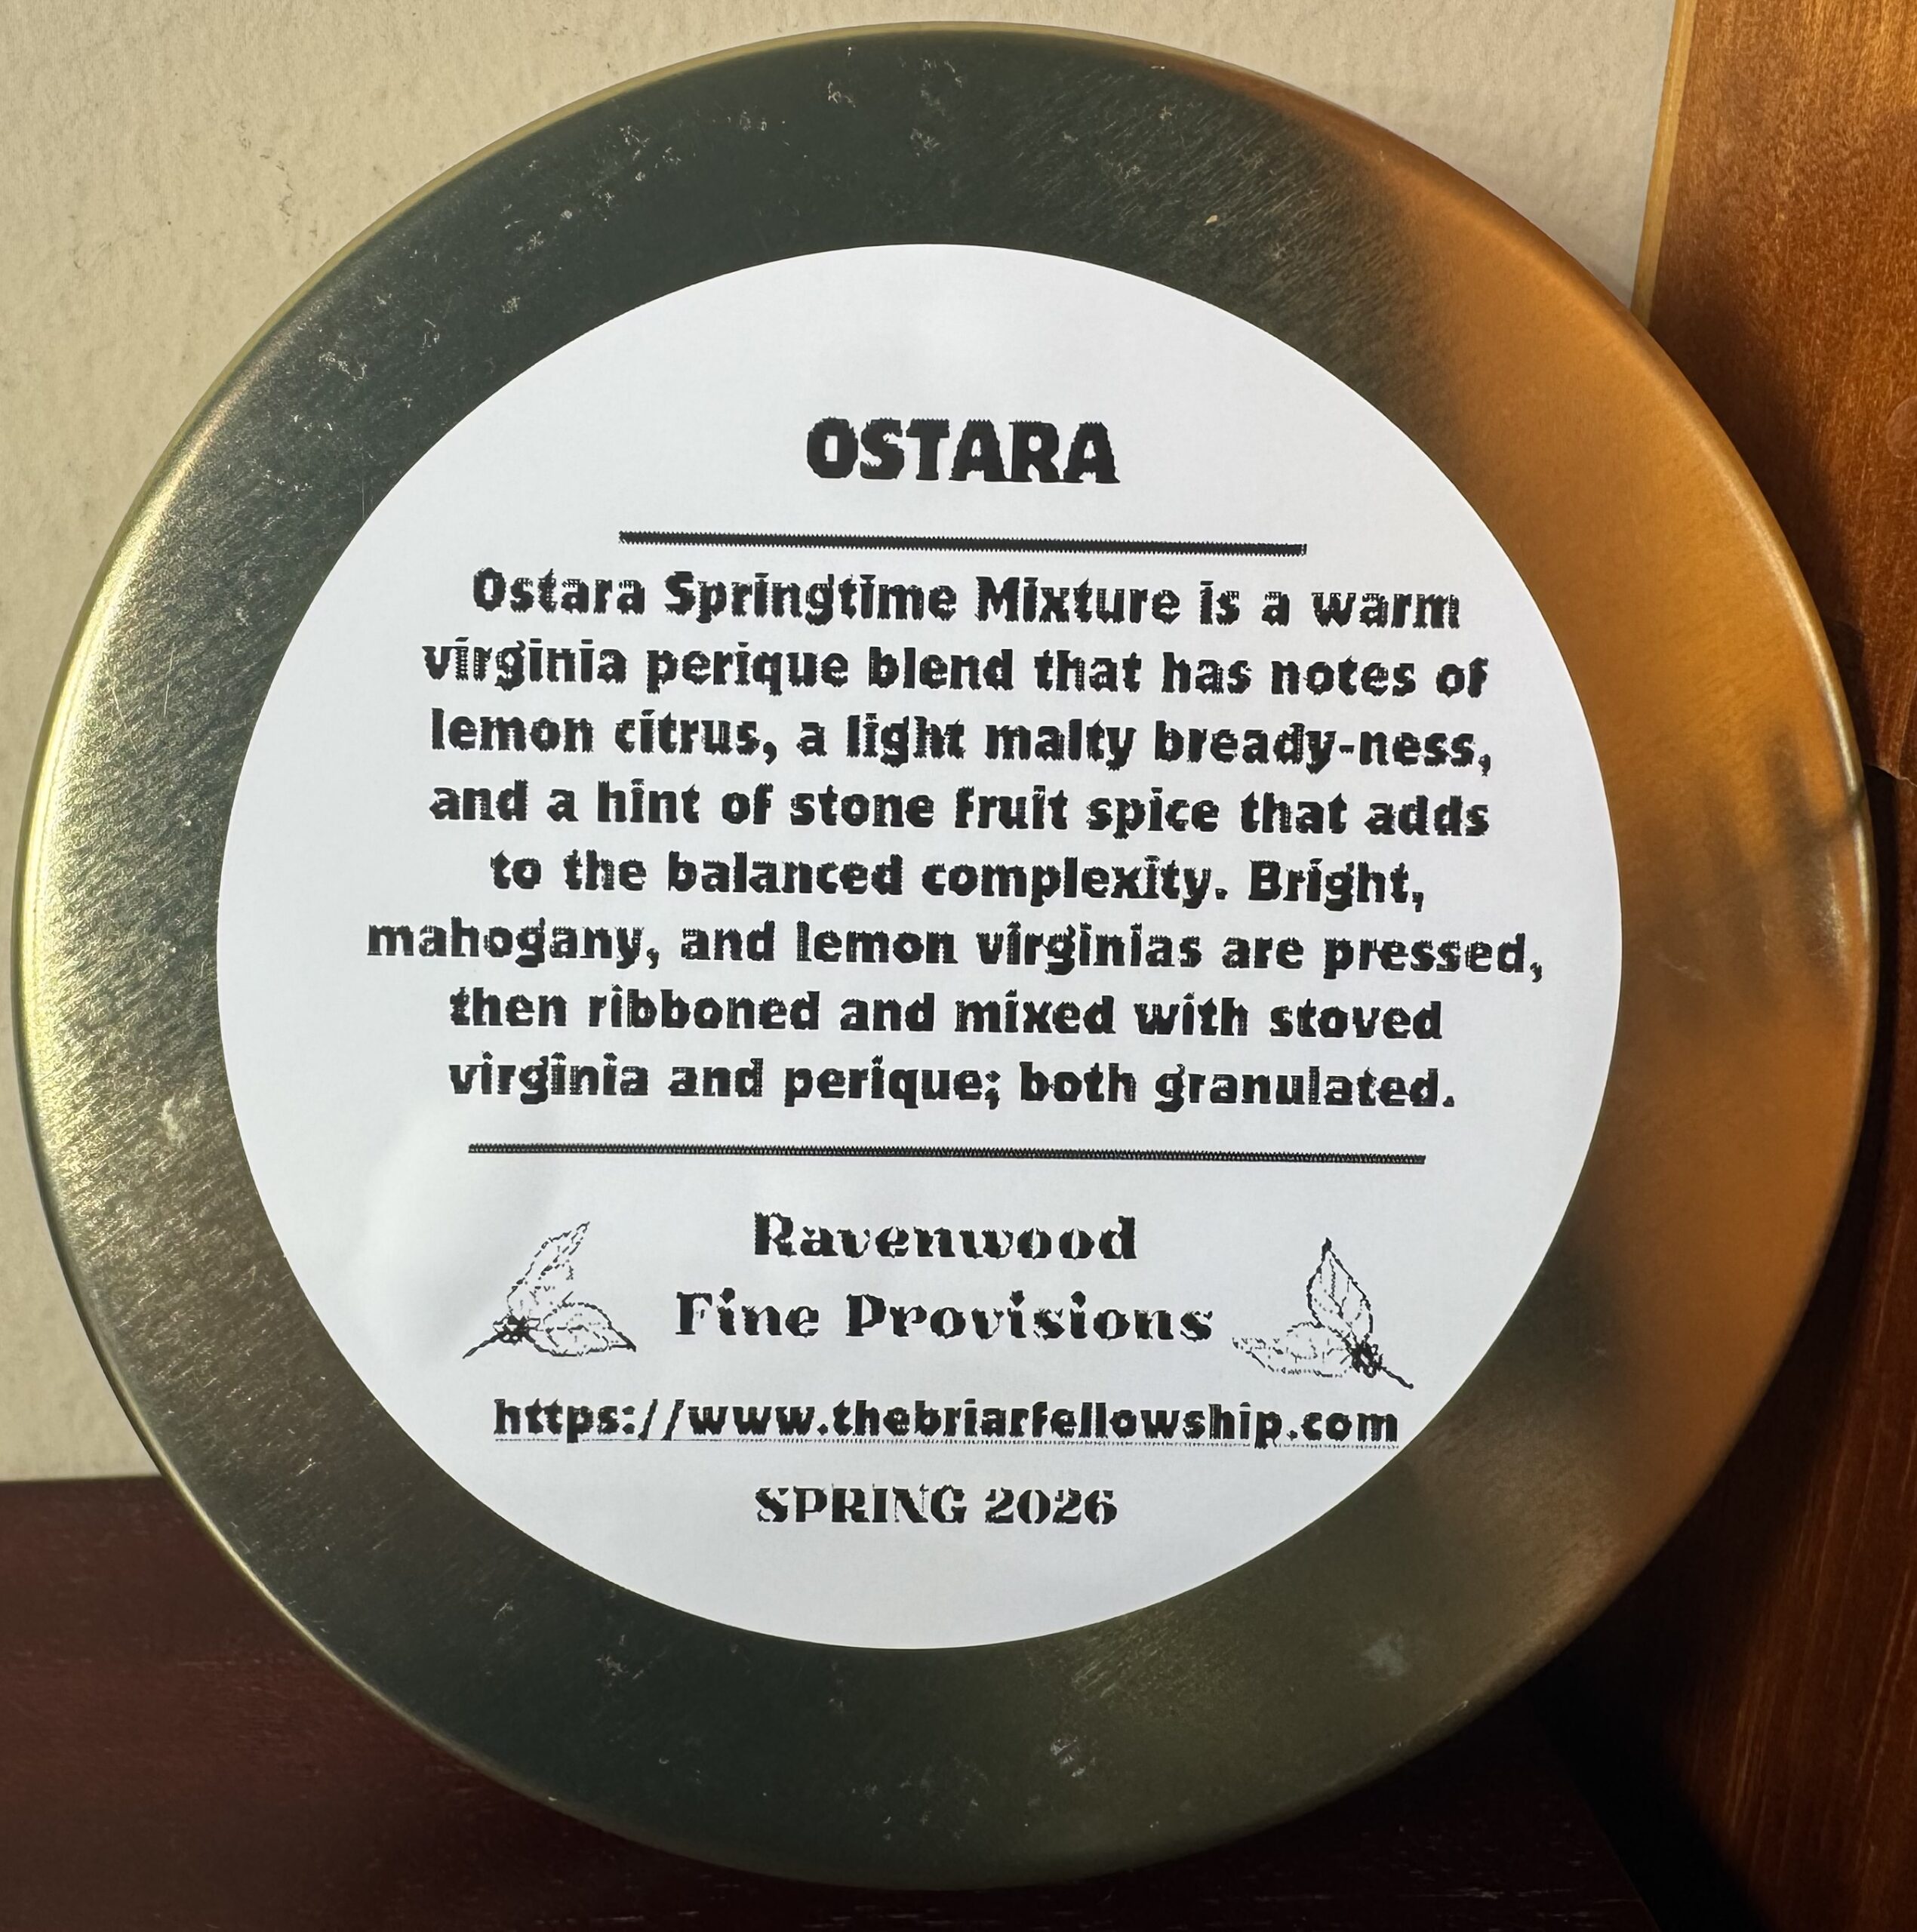 OSTARA
Ostara Springtime Mixture is a warm
virginia perique blend that has notes of
lemon citrus, a light malty bready-ness,
and a hint of stone fruit spice that adds
to the balanced complexity. Bright,
mahogany, and lemon virginias are pressed,
then ribboned and mixed with stoved
virginia and perique; both granulated.
Ravenwood
Fine Provisions
https://www.thebriarfellowship.com
SPRING 2026